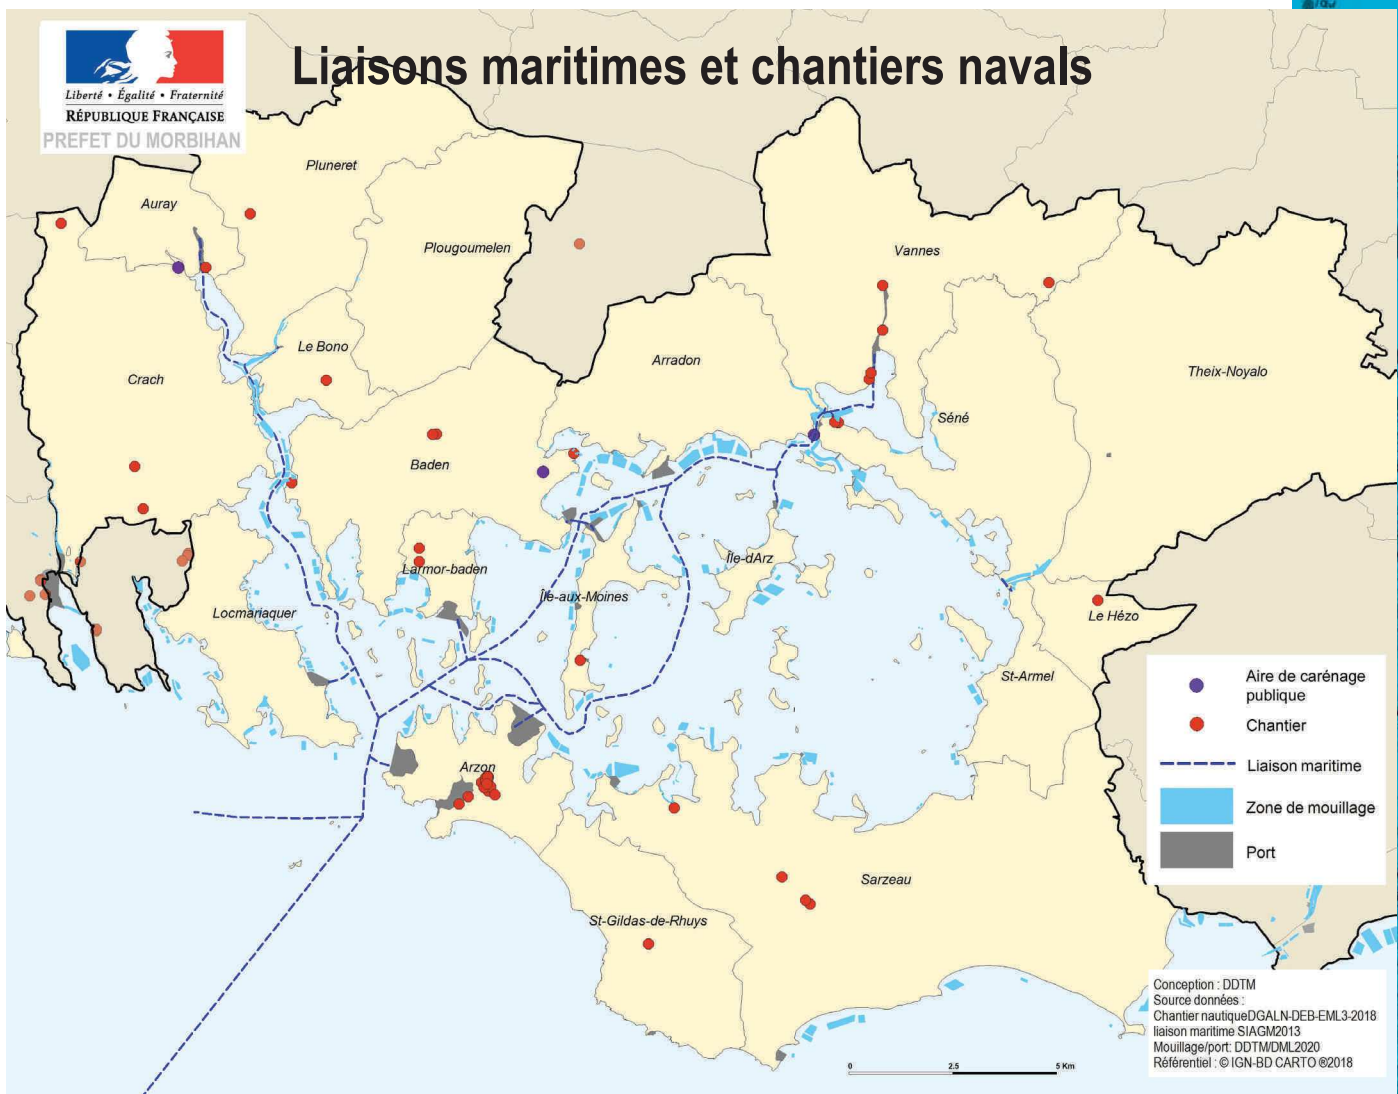 Liaisons maritimes et chantiers navals
Liberté • Égalité • Fraternité
RÉPUBLIQUE FRANÇAISE
PREFET DU MORBIHAN
Pluneret
Auray
Plougoumelen
Vannes
Le Bono
Arradon
Crach
Theix-Noyalo
Séné
Baden
Île-dArz
Larmor-baden
Île-aux-Moines
Locmariaquer
Le Hézo
St-Armel
Arzon
Sarzeau
St-Gildas-de-Rhuys
Aire de carénage
publique
Chantier
Liaison maritime
Zone de mouillage
Port
Conception : DDTM
Source données :
Chantier nautiqueDGALN-DEB-EML3-2018
liaison maritime SIAGM2013
Mouillage/port: DDTM/DML2020
Référentiel : © IGN-BD CARTO ®2018
0 2.5 5 Km